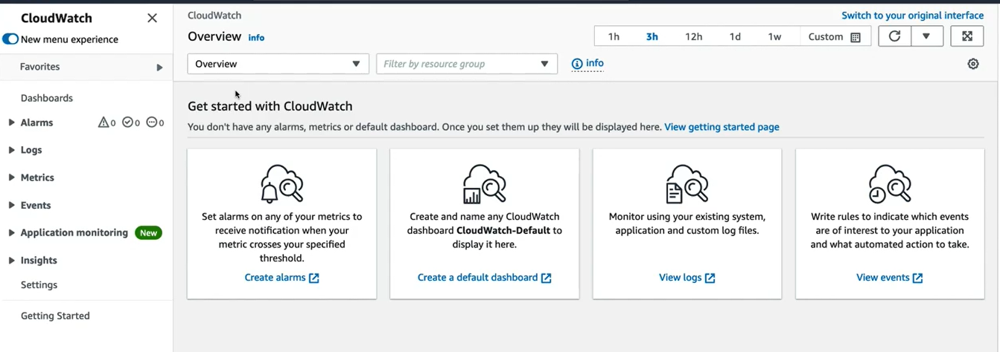 CloudWatch
New menu experience
Favorites
Dashboards
Alarms 0 0 0
Logs
Metrics
Events
Application monitoring New
Insights
Settings
Getting Started
CloudWatch
Switch to your original interface
Overview info
1h 3h 12h 1d 1w Custom
Overview
Filter by resource group
info
Get started with CloudWatch
You don't have any alarms, metrics or default dashboard. Once you set them up they will be displayed here. View getting started page
Set alarms on any of your metrics to
receive notification when your
metric crosses your specified
threshold.
Create alarms
Create and name any CloudWatch
dashboard CloudWatch-Default to
display it here.
Create a default dashboard
Monitor using your existing system,
application and custom log files.
View logs
Write rules to indicate which events
are of interest to your application
and what automated action to take.
View events